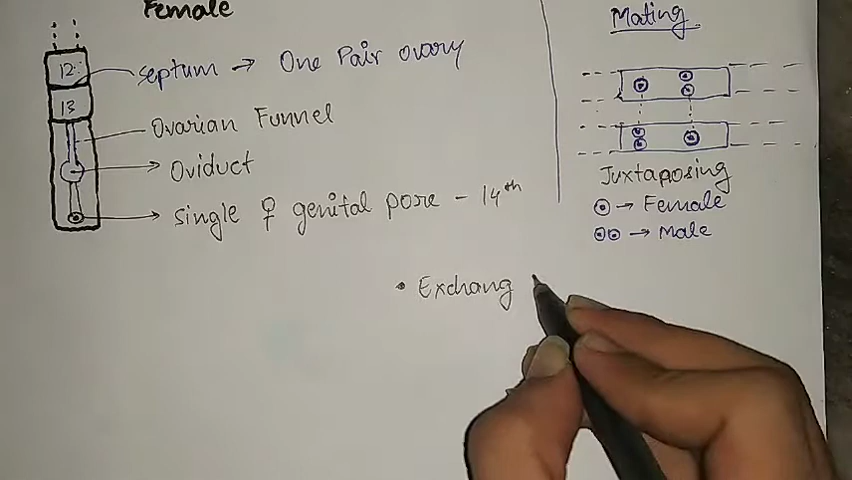 Female
12
septum → One Pair ovary
13
Ovarian Funnel
Oviduct
single ♀ genital pore - 14th
Mating
Juxtaposing
→ Female
→ Male
• Exchang